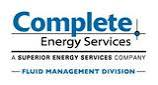 Complete
Energy Services
A SUPERIOR ENERGY SERVICES COMPANY
FLUID MANAGEMENT DIVISION